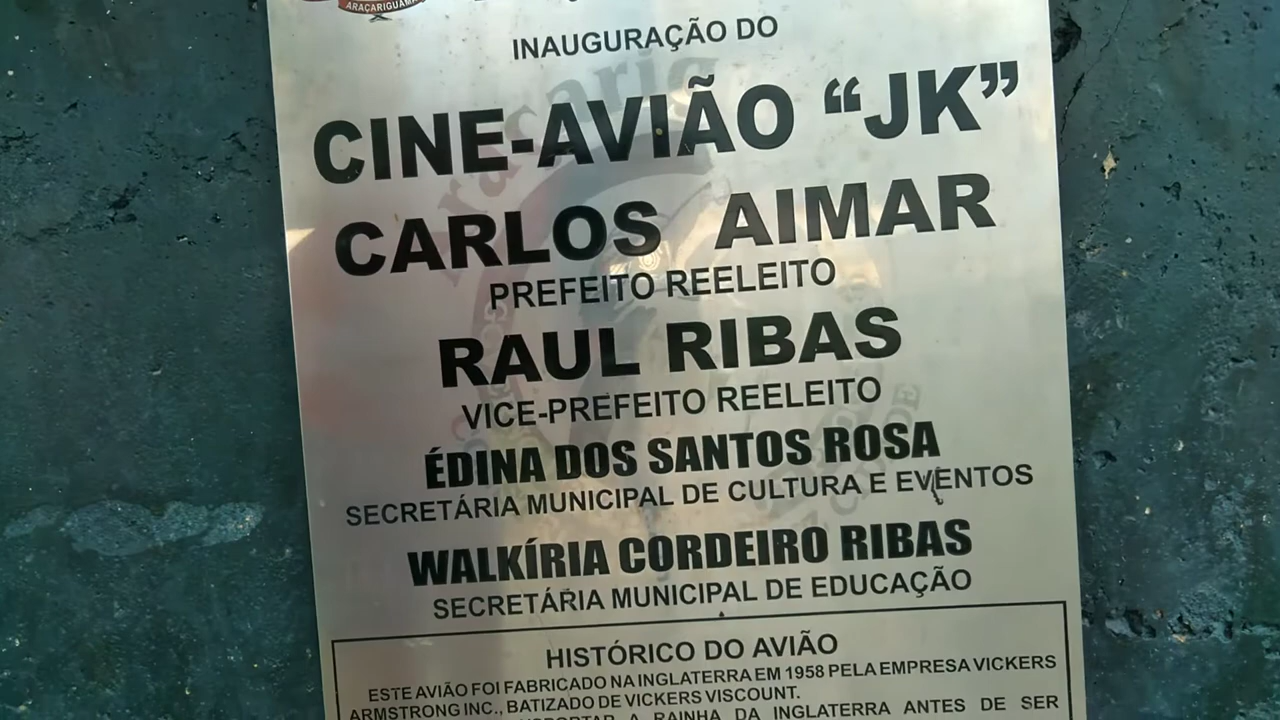 ARAÇARIGUAMA
INAUGURAÇÃO DO
CINE-AVIÃO “JK”
CARLOS AIMAR
PREFEITO REELEITO
RAUL RIBAS
VICE-PREFEITO REELEITO
ÉDINA DOS SANTOS ROSA
SECRETÁRIA MUNICIPAL DE CULTURA E EVENTOS
WALKÍRIA CORDEIRO RIBAS
SECRETÁRIA MUNICIPAL DE EDUCAÇÃO
HISTÓRICO DO AVIÃO
ESTE AVIÃO FOI FABRICADO NA INGLATERRA EM 1958 PELA EMPRESA VICKERS
ARMSTRONG INC., BATIZADO DE VICKERS VISCOUNT.
A RAINHA DA INGLATERRA ANTES DE SER